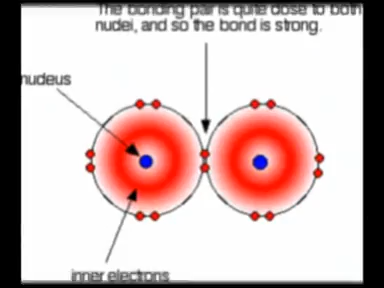 The bonding pair is quite close to both
nuclei, and so the bond is strong.
nucleus
inner electrons